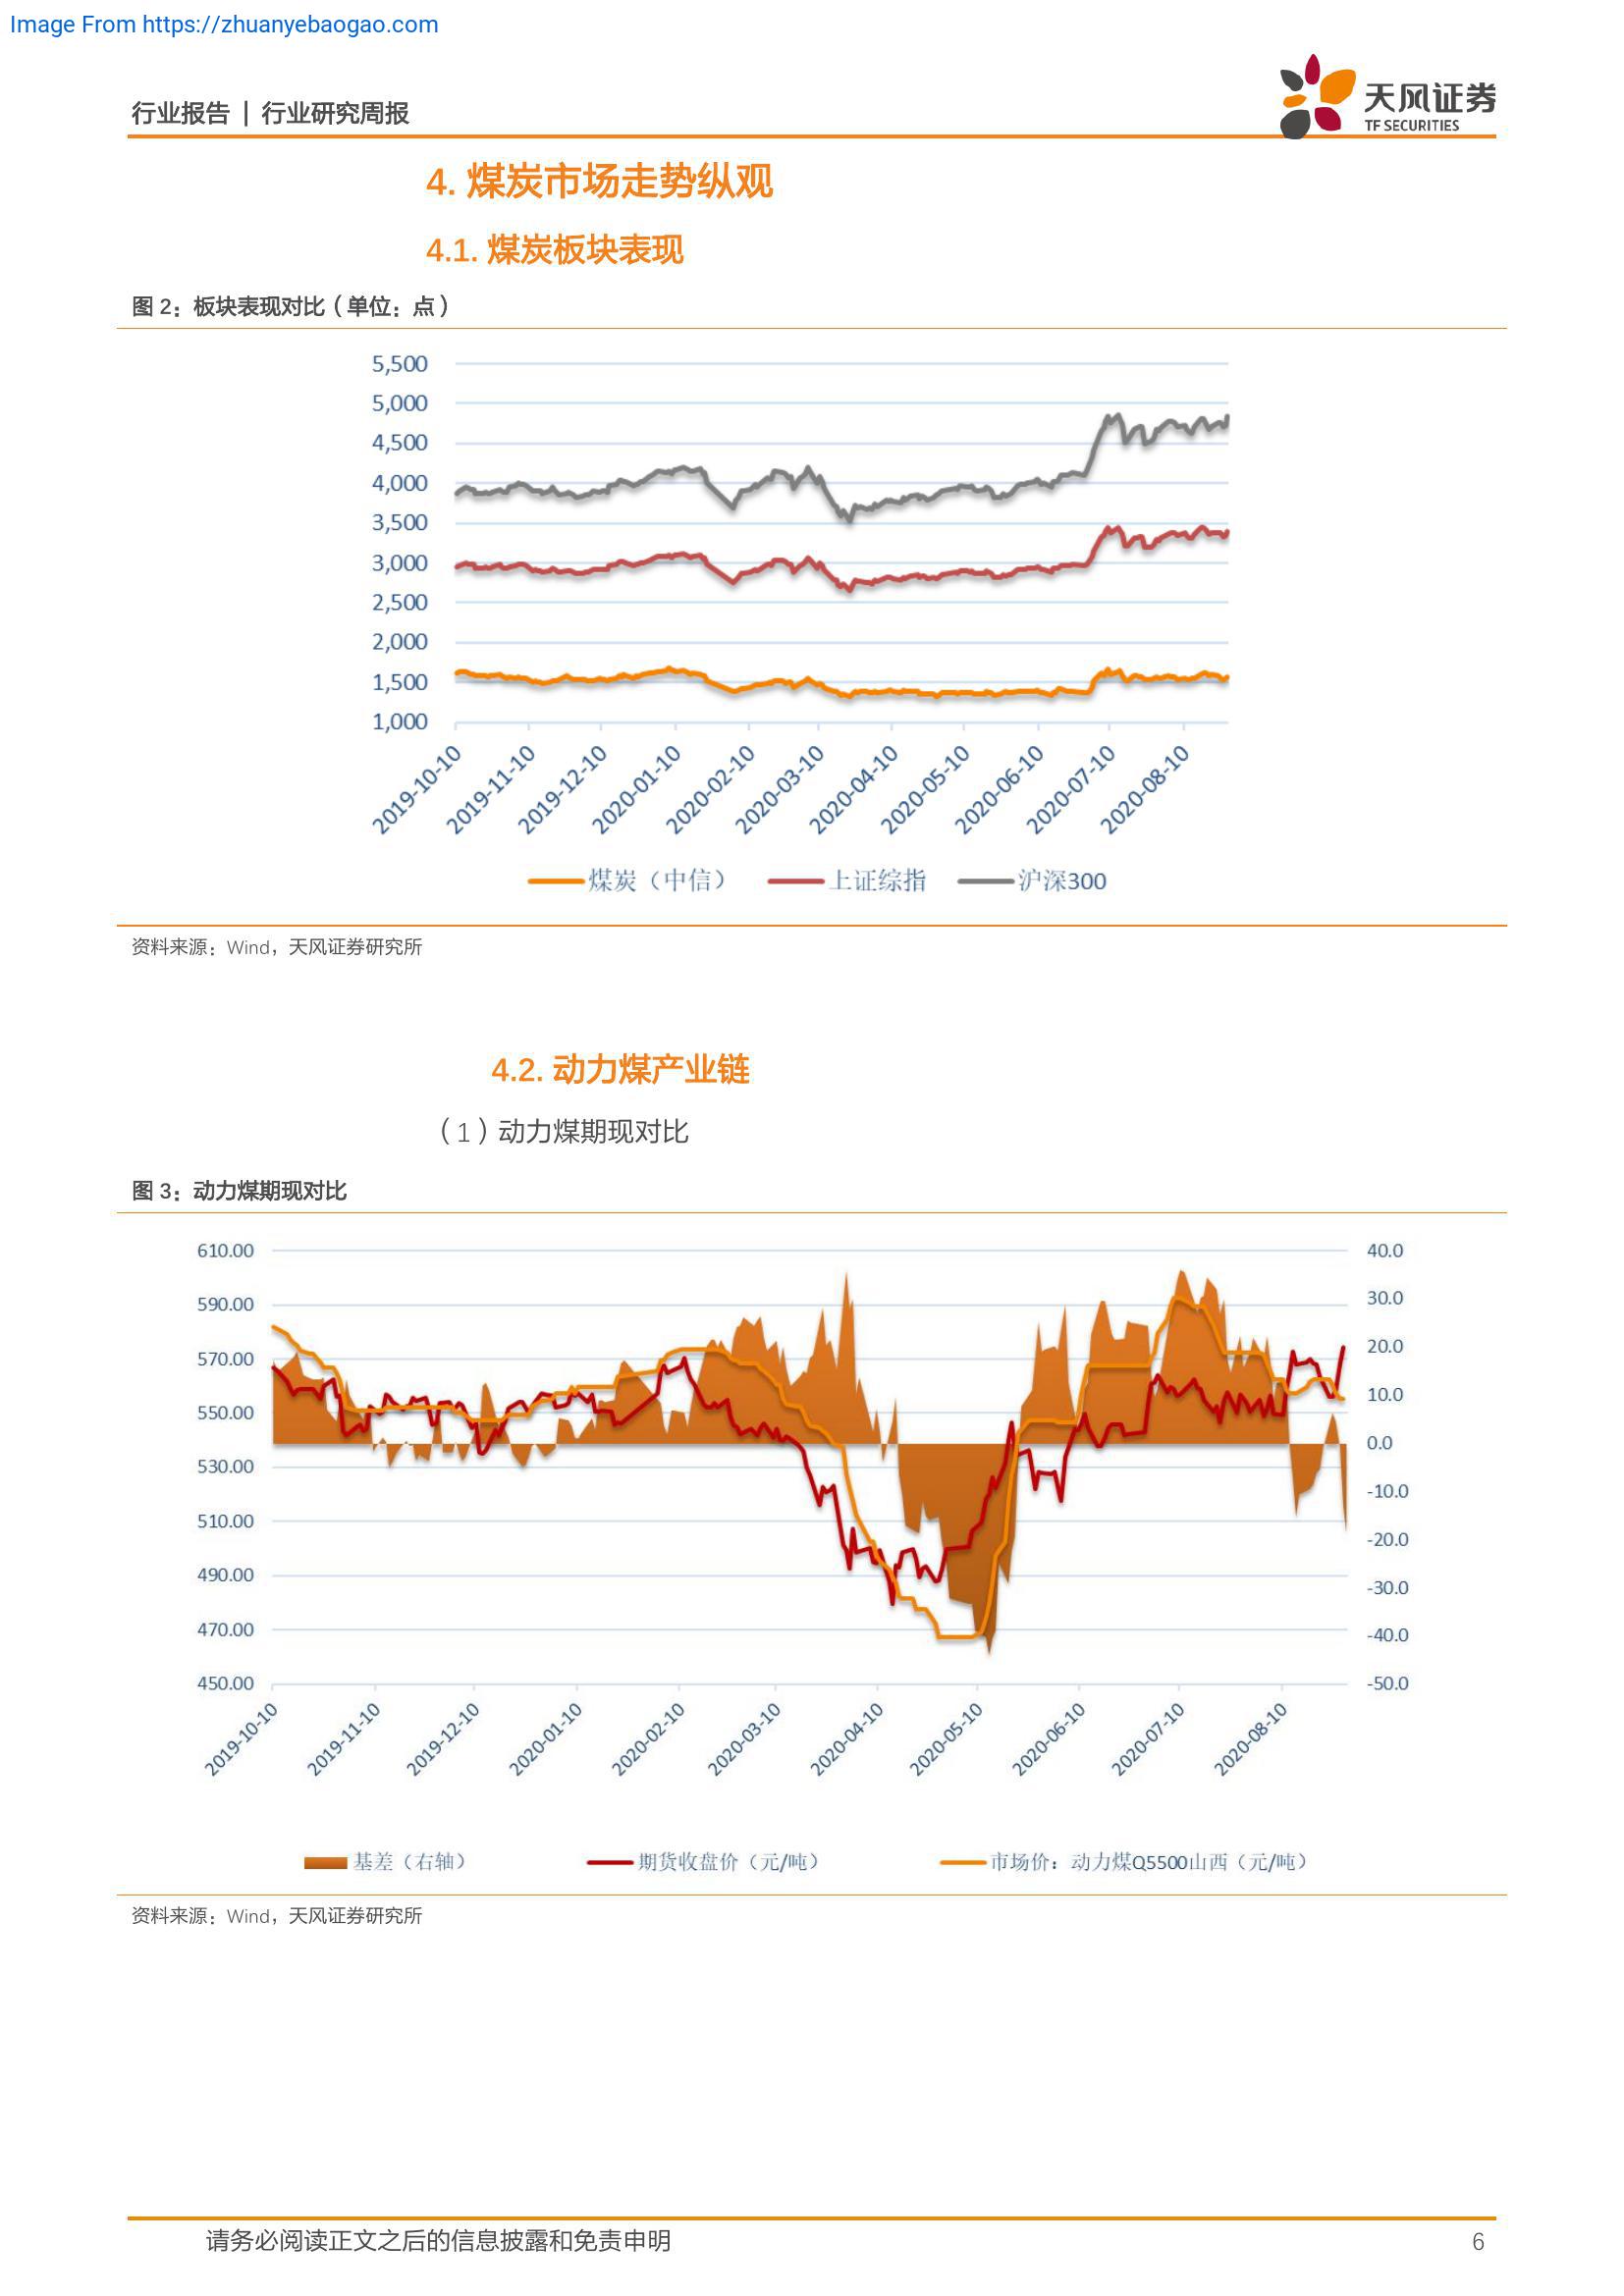 Image From https://zhuanyebaogao.com
行业报告 | 行业研究周报
天风证券
TF SECURITIES
4. 煤炭市场走势纵观
4.1. 煤炭板块表现
图 2：板块表现对比（单位：点）
5,500
5,000
4,500
4,000
3,500
3,000
2,500
2,000
1,500
1,000
2019-10-10 2019-11-10 2019-12-10 2020-01-10 2020-02-10 2020-03-10 2020-04-10 2020-05-10 2020-06-10 2020-07-10 2020-08-10
煤炭（中信） 上证综指 沪深300
资料来源：Wind，天风证券研究所
4.2. 动力煤产业链
（1）动力煤期现对比
图 3：动力煤期现对比
610.00 40.0
590.00 30.0
570.00 20.0
550.00 10.0
0.0
530.00
-10.0
510.00
-20.0
490.00 -30.0
470.00 -40.0
450.00 -50.0
2019-10-10 2019-11-10 2019-12-10 2020-01-10 2020-02-10 2020-03-10 2020-04-10 2020-05-10 2020-06-10 2020-07-10 2020-08-10
基差（右轴） 期货收盘价（元/吨） 市场价：动力煤Q5500山西（元/吨）
资料来源：Wind，天风证券研究所
请务必阅读正文之后的信息披露和免责申明 6